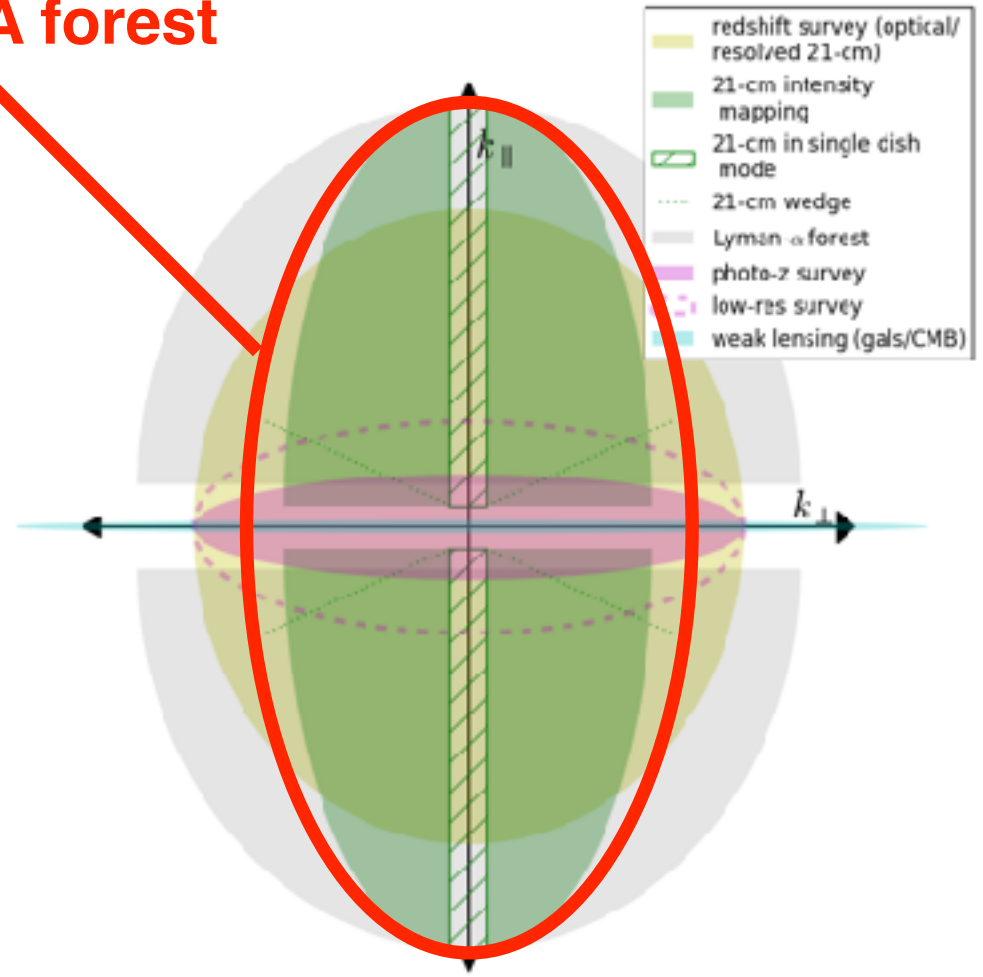 A forest
redshift survey (optical/
resolved 21-cm)
21-cm intensity
mapping
21-cm in single dish
mode
21-cm wedge
Lyman-α forest
photo-z survey
low-res survey
weak lensing (gals/CMB)
k∥
k⊥